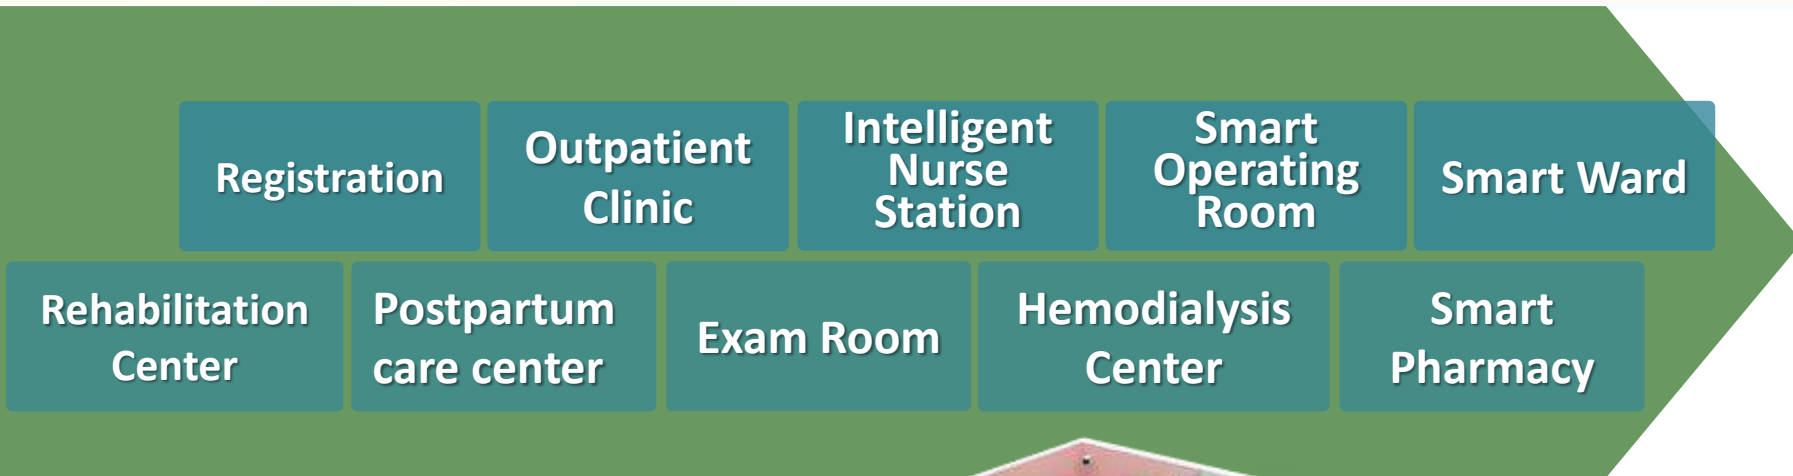 Registration
Outpatient
Clinic
Intelligent
Nurse
Station
Smart
Operating
Room
Smart Ward
Rehabilitation
Center
Postpartum
care center
Exam Room
Hemodialysis
Center
Smart
Pharmacy